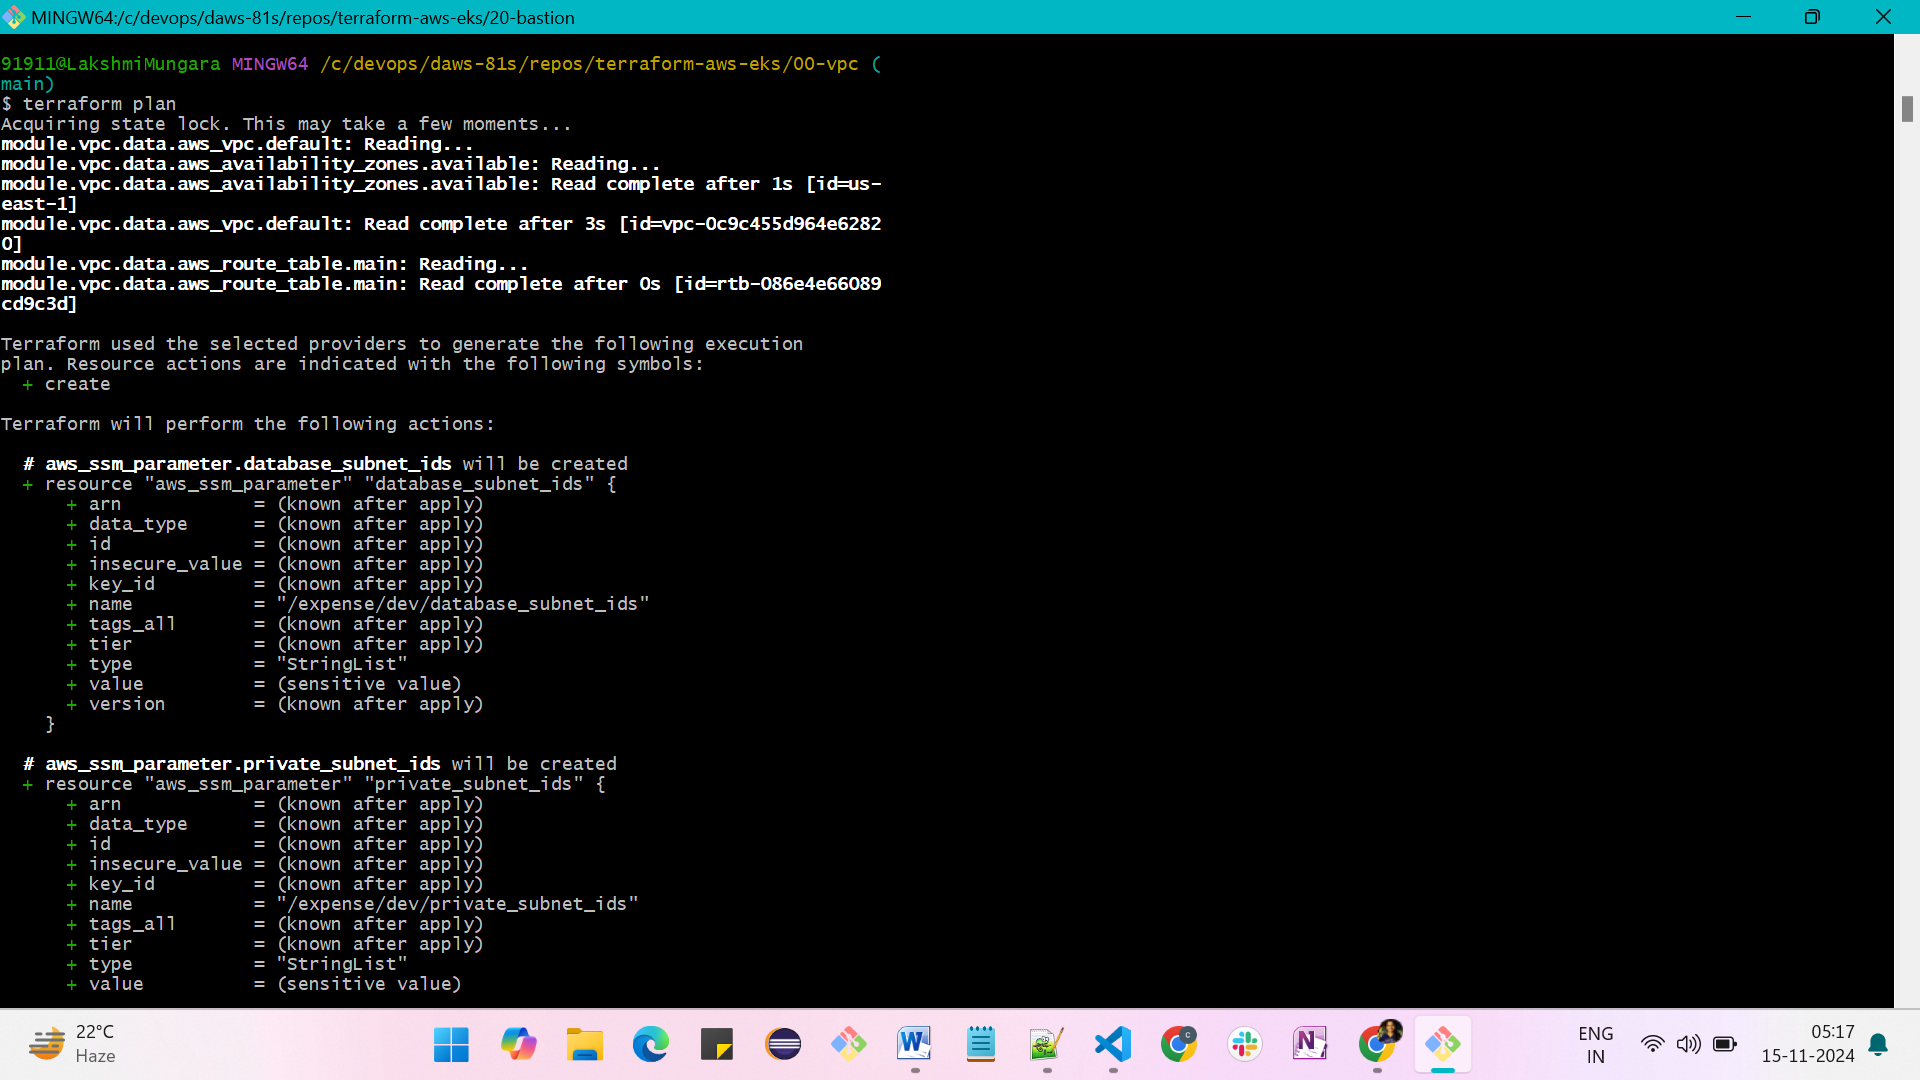 MINGW64:/c/devops/daws-81s/repos/terraform-aws-eks/20-bastion
91911@LakshmiMungara MINGW64 /c/devops/daws-81s/repos/terraform-aws-eks/00-vpc (
main)
$ terraform plan
Acquiring state lock. This may take a few moments...
module.vpc.data.aws_vpc.default: Reading...
module.vpc.data.aws_availability_zones.available: Reading...
module.vpc.data.aws_availability_zones.available: Read complete after 1s [id=us-
east-1]
module.vpc.data.aws_vpc.default: Read complete after 3s [id=vpc-0c9c455d964e6282
0]
module.vpc.data.aws_route_table.main: Reading...
module.vpc.data.aws_route_table.main: Read complete after 0s [id=rtb-086e4e66089
cd9c3d]
Terraform used the selected providers to generate the following execution
plan. Resource actions are indicated with the following symbols:
  + create
Terraform will perform the following actions:
  # aws_ssm_parameter.database_subnet_ids will be created
  + resource "aws_ssm_parameter" "database_subnet_ids" {
      + arn            = (known after apply)
      + data_type      = (known after apply)
      + id             = (known after apply)
      + insecure_value = (known after apply)
      + key_id         = (known after apply)
      + name           = "/expense/dev/database_subnet_ids"
      + tags_all       = (known after apply)
      + tier           = (known after apply)
      + type           = "StringList"
      + value          = (sensitive value)
      + version        = (known after apply)
    }
  # aws_ssm_parameter.private_subnet_ids will be created
  + resource "aws_ssm_parameter" "private_subnet_ids" {
      + arn            = (known after apply)
      + data_type      = (known after apply)
      + id             = (known after apply)
      + insecure_value = (known after apply)
      + key_id         = (known after apply)
      + name           = "/expense/dev/private_subnet_ids"
      + tags_all       = (known after apply)
      + tier           = (known after apply)
      + type           = "StringList"
      + value          = (sensitive value)
22°C
Haze
ENG
IN
05:17
15-11-2024